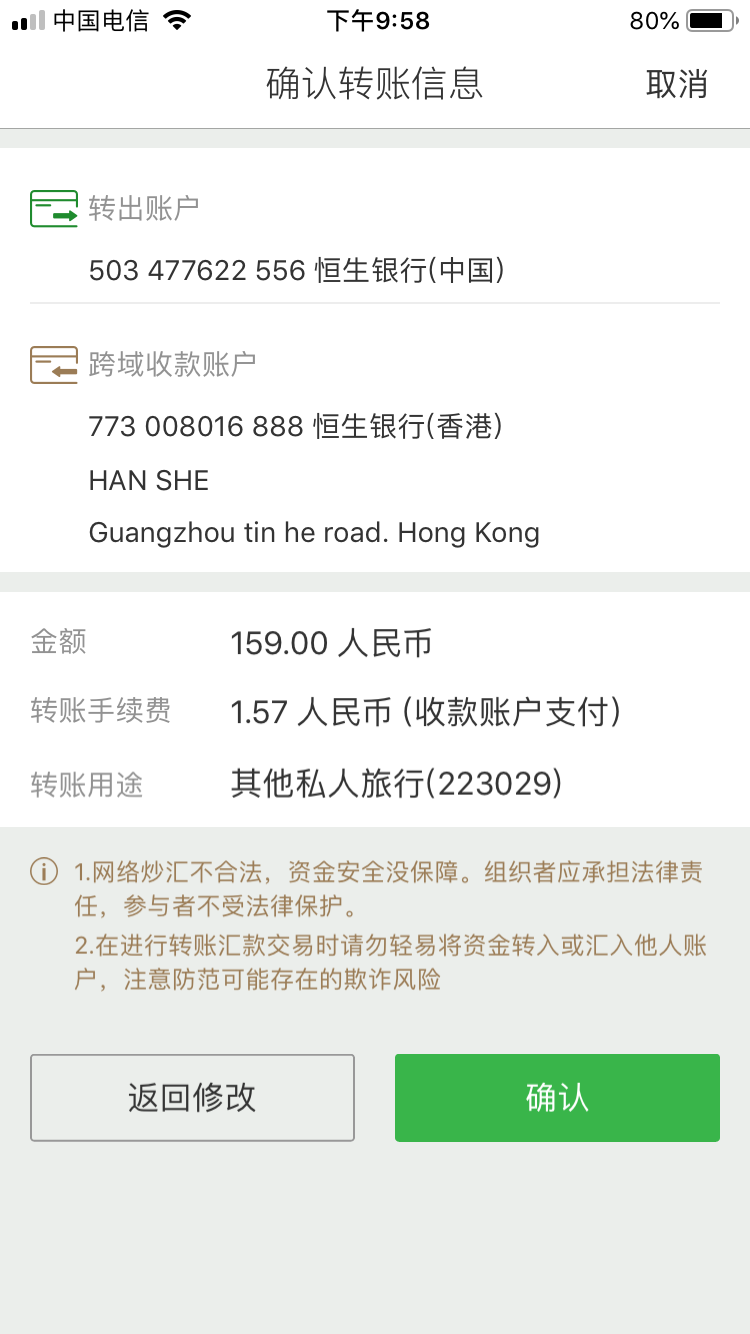 中国电信 下午9:58 80%
确认转账信息 取消
转出账户
503 477622 556 恒生银行(中国)
跨域收款账户
773 008016 888 恒生银行(香港)
HAN SHE
Guangzhou tin he road. Hong Kong
金额 159.00 人民币
转账手续费 1.57 人民币 (收款账户支付)
转账用途 其他私人旅行(223029)
1.网络炒汇不合法，资金安全没保障。组织者应承担法律责
任，参与者不受法律保护。
2.在进行转账汇款交易时请勿轻易将资金转入或汇入他人账
户，注意防范可能存在的欺诈风险
返回修改 确认